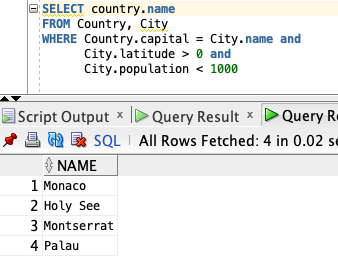 SELECT country.name
FROM Country, City
WHERE Country.capital = City.name and
City.latitude > 0 and
City.population < 1000
Script Output x Query Result x Query Re
SQL All Rows Fetched: 4 in 0.02 se
NAME
1 Monaco
2 Holy See
3 Montserrat
4 Palau